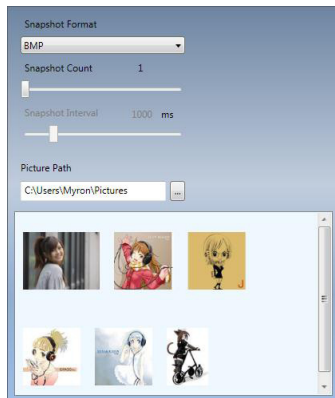 Snapshot Format
BMP
Snapshot Count 1
Snapshot Interval 1000 ms
Picture Path
C:\Users\Myron\Pictures
...
J